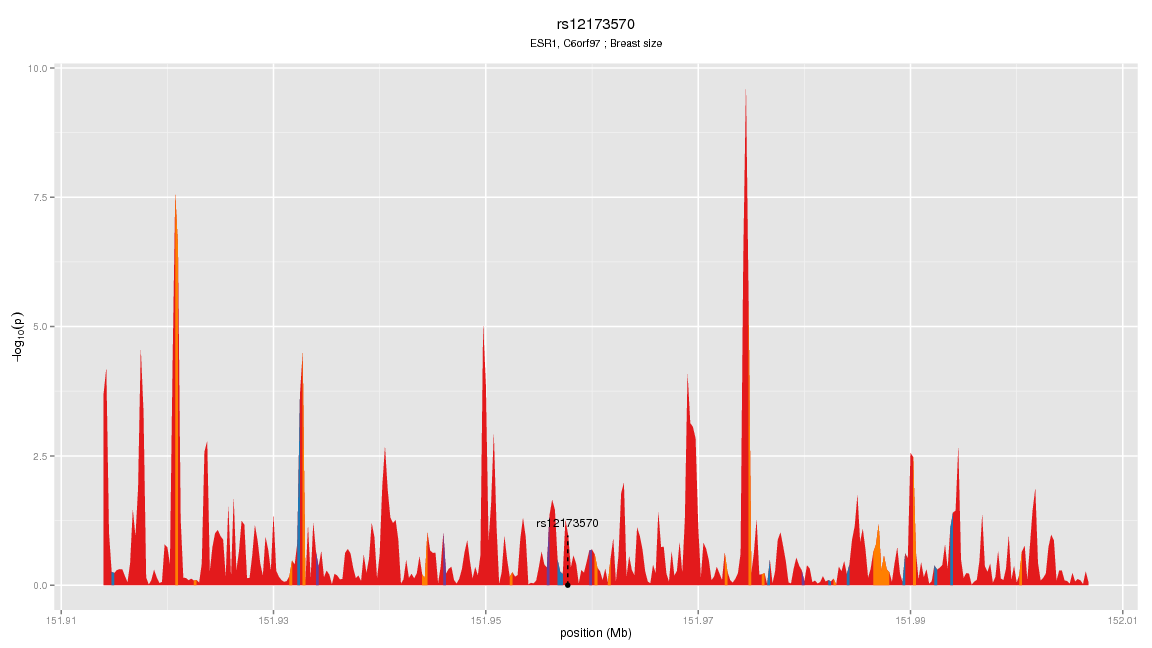 rs12173570
ESR1, C6orf97 ; Breast size
10.0
7.5
5.0
2.5
0.0
−log10(p)
rs12173570
151.91 151.93 151.95 151.97 151.99 152.01
position (Mb)